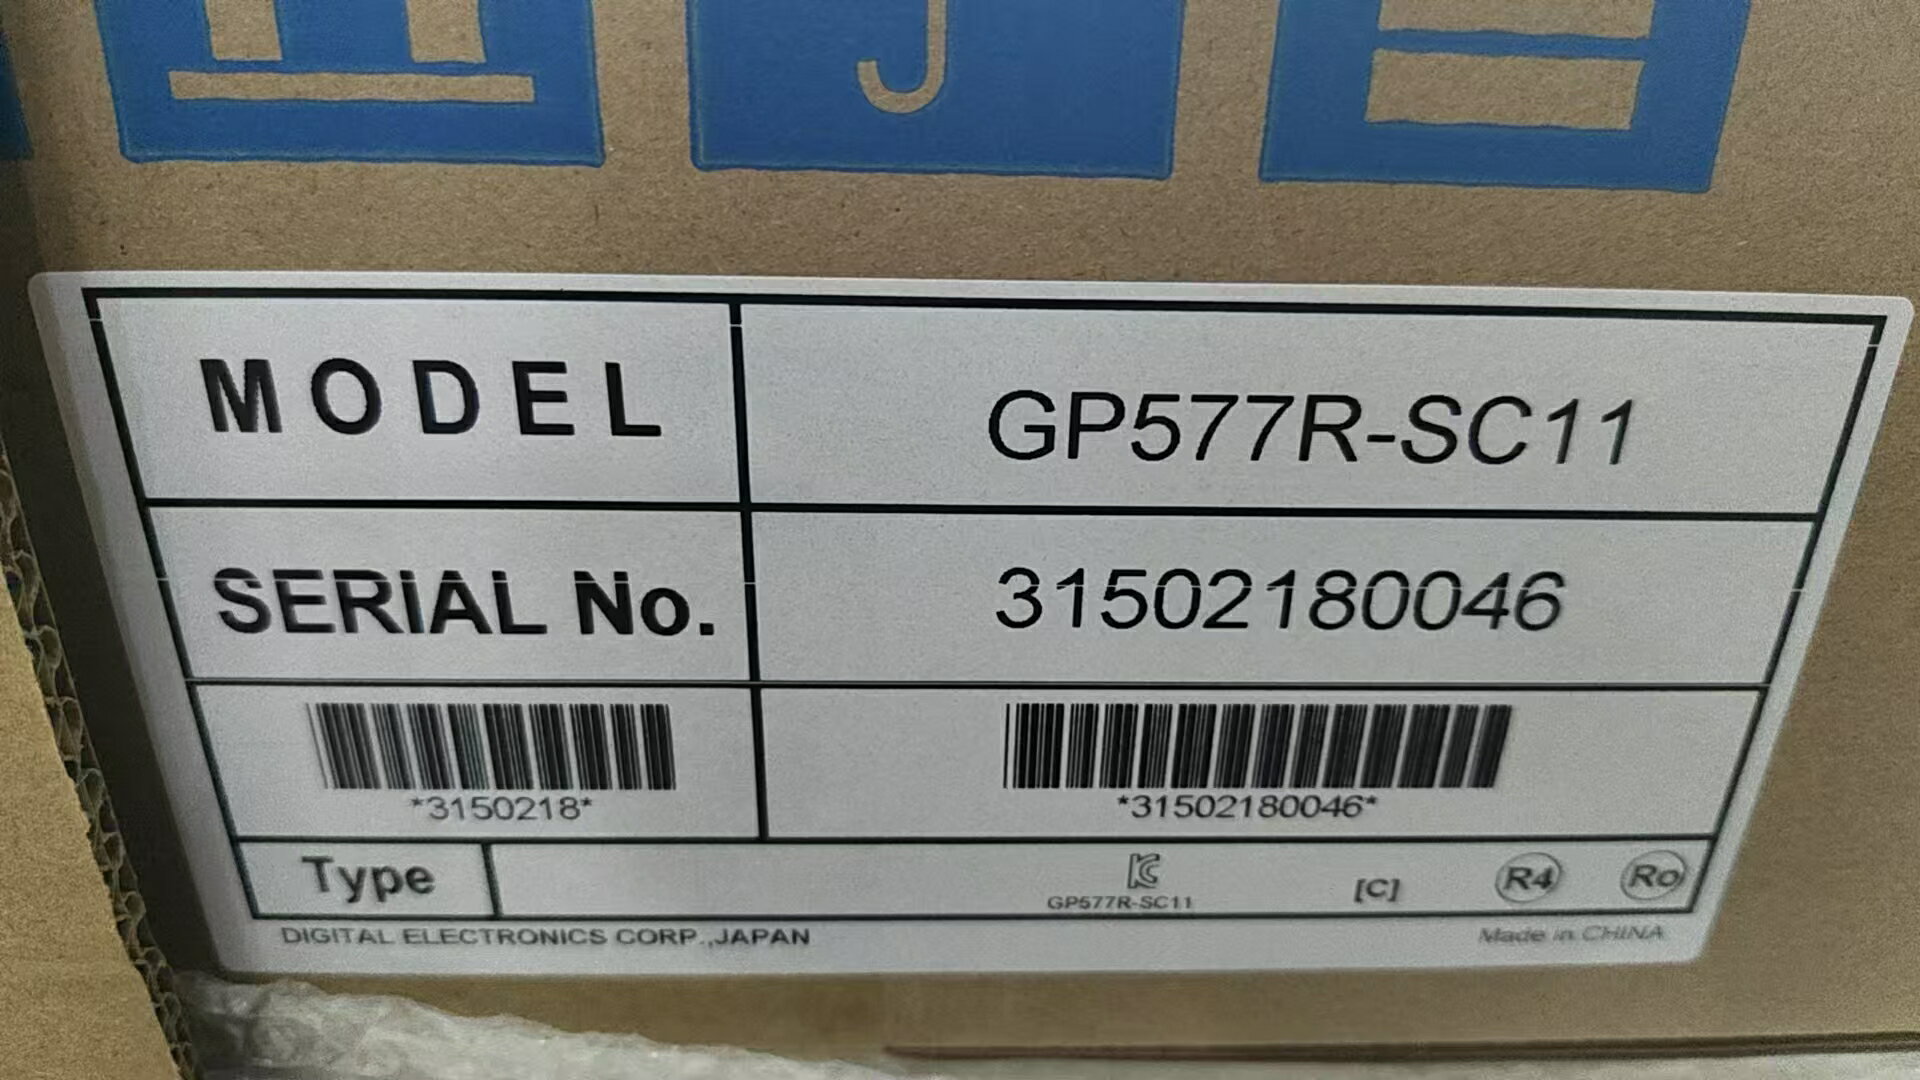 MODEL GP577R-SC11
SERIAL No. 31502180046
*3150218* *31502180046*
Type GP577R-SC11 [C] R4 Ro
DIGITAL ELECTRONICS CORP.,JAPAN Made in CHINA